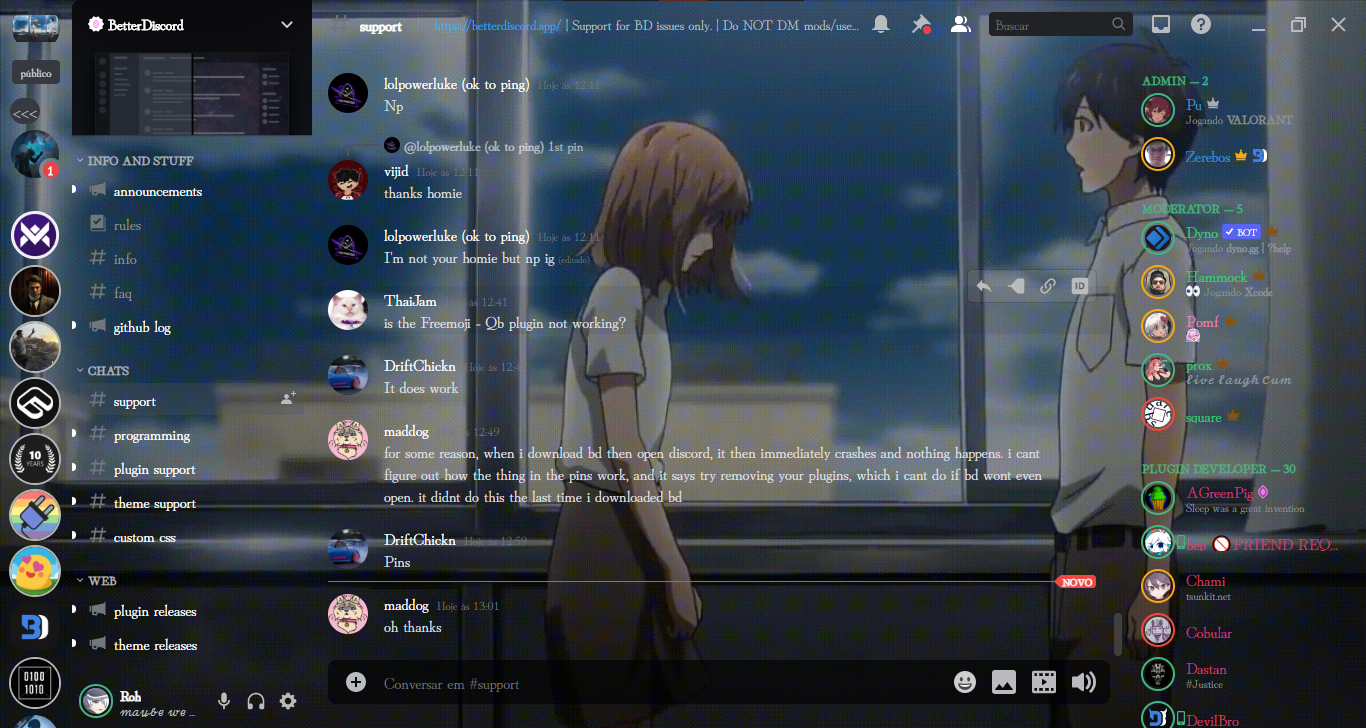 BetterDiscord
público
<<<
1
INFO AND STUFF
announcements
rules
info
faq
github log
CHATS
support
programming
plugin support
theme support
custom css
WEB
plugin releases
theme releases
10
YEARS
0100
1010
Roh
maybe we ...
support
https://betterdiscord.app/ | Support for BD issues only. | Do NOT DM mods/use...
Buscar
lolpowerluke (ok to ping) Hoje às 12:11
Np
@lolpowerluke (ok to ping) 1st pin
vijid Hoje às 12:11
thanks homie
lolpowerluke (ok to ping) Hoje às 12:11
I'm not your homie but np ig (editado)
ThaiJam Hoje às 12:41
is the Freemoji - Qb plugin not working?
DriftChickn Hoje às
It does work
maddog Hoje às 12:49
for some reason, when i download bd then open discord, it then immediately crashes and nothing happens. i cant
figure out how the thing in the pins work, and it says try removing your plugins, which i cant do if bd wont even
open. it didnt do this the last time i downloaded bd
DriftChickn Hoje às 12:59
Pins
NOVO
maddog Hoje às 13:01
oh thanks
Conversar em #support
ID
ADMIN — 2
Pu
Jogando VALORANT
Zerebos
MODERATOR — 5
Dyno BOT
Jogando dyno.gg | ?help
Hammock
Jogando Xcode
Pomf
prox
live laugh cum
square
PLUGIN DEVELOPER — 30
AGreenPig
Sleep was a great invention
FRIEND REQ...
Chami
tsunkit.net
Cobular
Dastan
#Justice
DevilBro